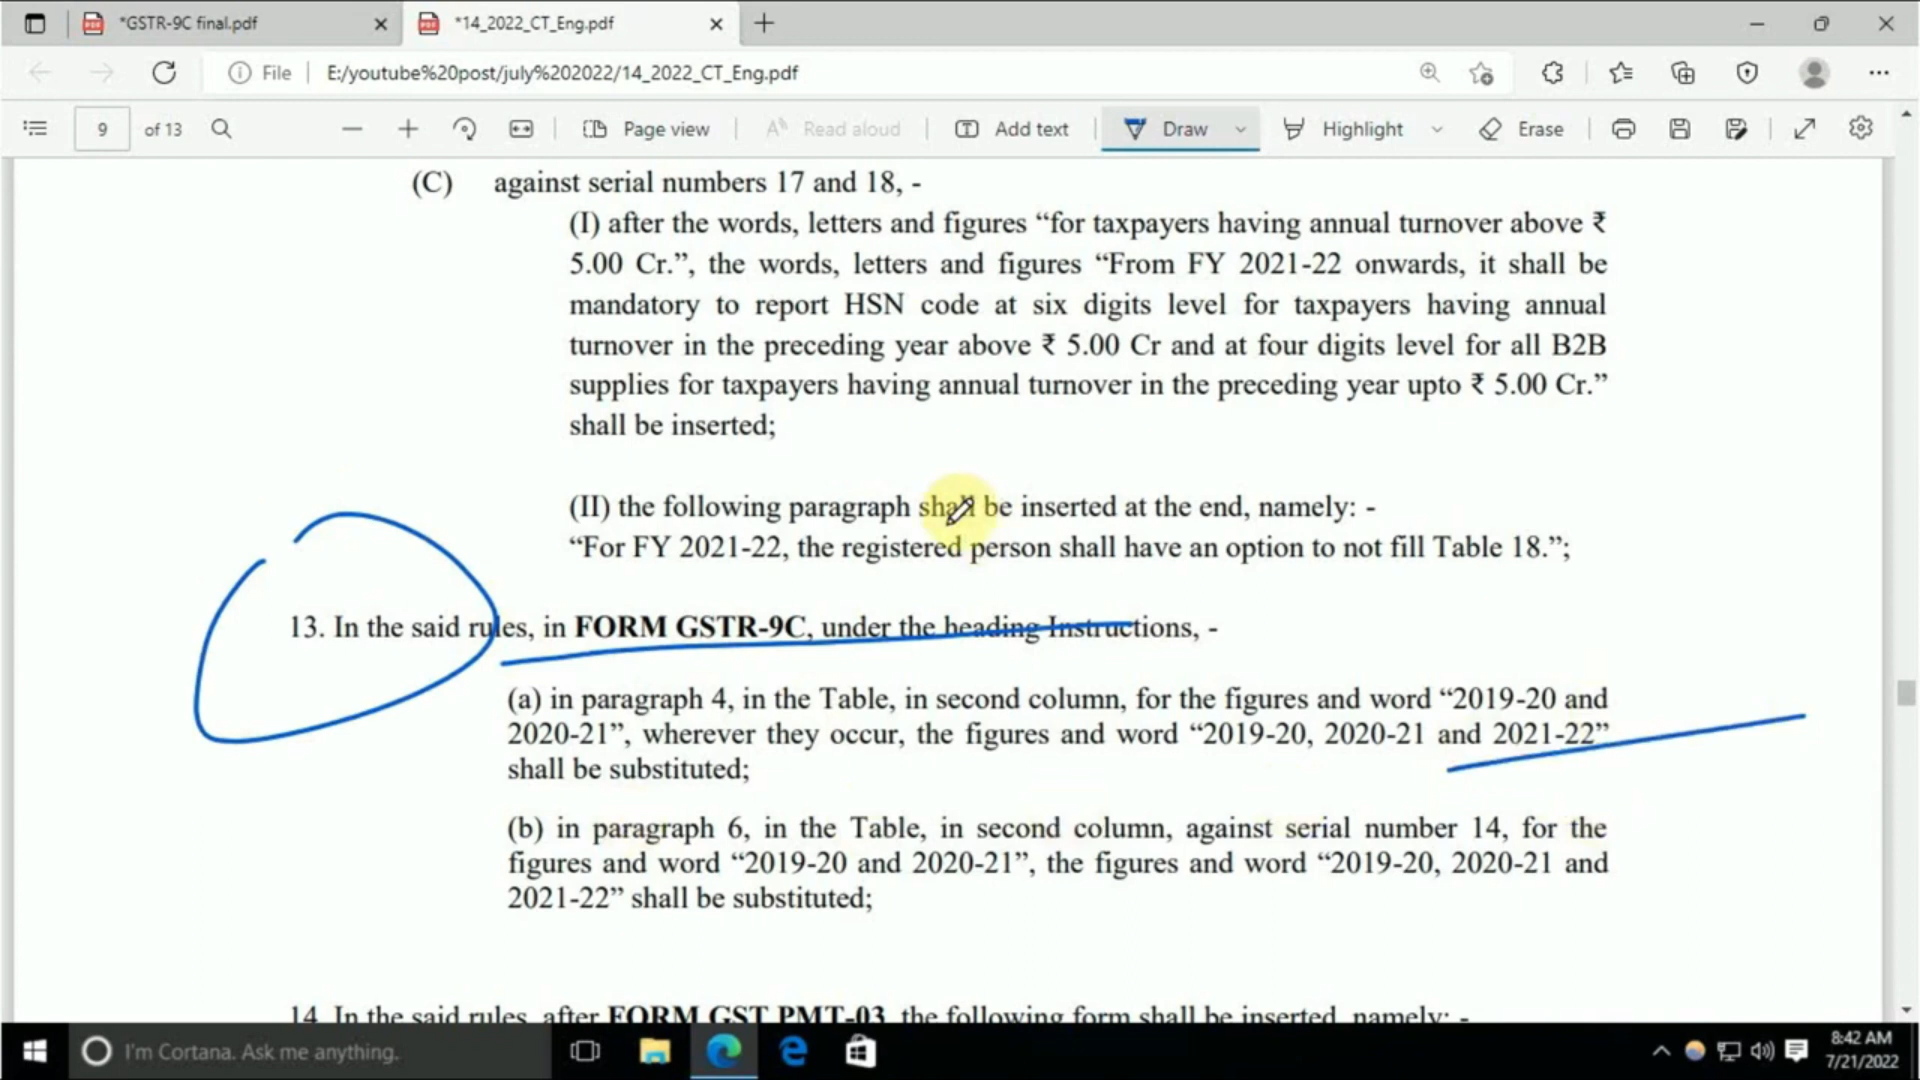 *GSTR-9C final.pdf
*14_2022_CT_Eng.pdf
File
E:/youtube%20post/july%202022/14_2022_CT_Eng.pdf
9 of 13
Page view
Read aloud
Add text
Draw
Highlight
Erase
(C) against serial numbers 17 and 18, -
(I) after the words, letters and figures “for taxpayers having annual turnover above ₹
5.00 Cr.”, the words, letters and figures “From FY 2021-22 onwards, it shall be
mandatory to report HSN code at six digits level for taxpayers having annual
turnover in the preceding year above ₹ 5.00 Cr and at four digits level for all B2B
supplies for taxpayers having annual turnover in the preceding year upto ₹ 5.00 Cr.”
shall be inserted;
(II) the following paragraph shall be inserted at the end, namely: -
“For FY 2021-22, the registered person shall have an option to not fill Table 18.”;
13. In the said rules, in FORM GSTR-9C, under the heading Instructions, -
(a) in paragraph 4, in the Table, in second column, for the figures and word “2019-20 and
2020-21”, wherever they occur, the figures and word “2019-20, 2020-21 and 2021-22”
shall be substituted;
(b) in paragraph 6, in the Table, in second column, against serial number 14, for the
figures and word “2019-20 and 2020-21”, the figures and word “2019-20, 2020-21 and
2021-22” shall be substituted;
14. In the said rules, after FORM GST PMT-03, the following form shall be inserted, namely: -
I'm Cortana. Ask me anything.
8:42 AM
7/21/2022